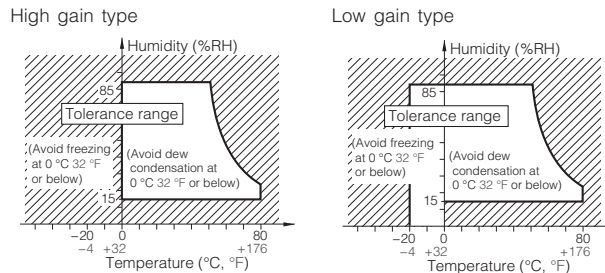 High gain type
Humidity (%RH)
85
Tolerance range
(Avoid freezing
at 0 °C 32 °F
or below)
(Avoid dew
condensation at
0 °C 32 °F or below)
15
−20 0 80
−4 +32 +176
Temperature (°C, °F)
Low gain type
Humidity (%RH)
85
Tolerance range
(Avoid freezing
at 0 °C 32 °F
or below)
(Avoid dew
condensation at
0 °C 32 °F or below)
15
−20 0 80
−4 +32 +176
Temperature (°C, °F)